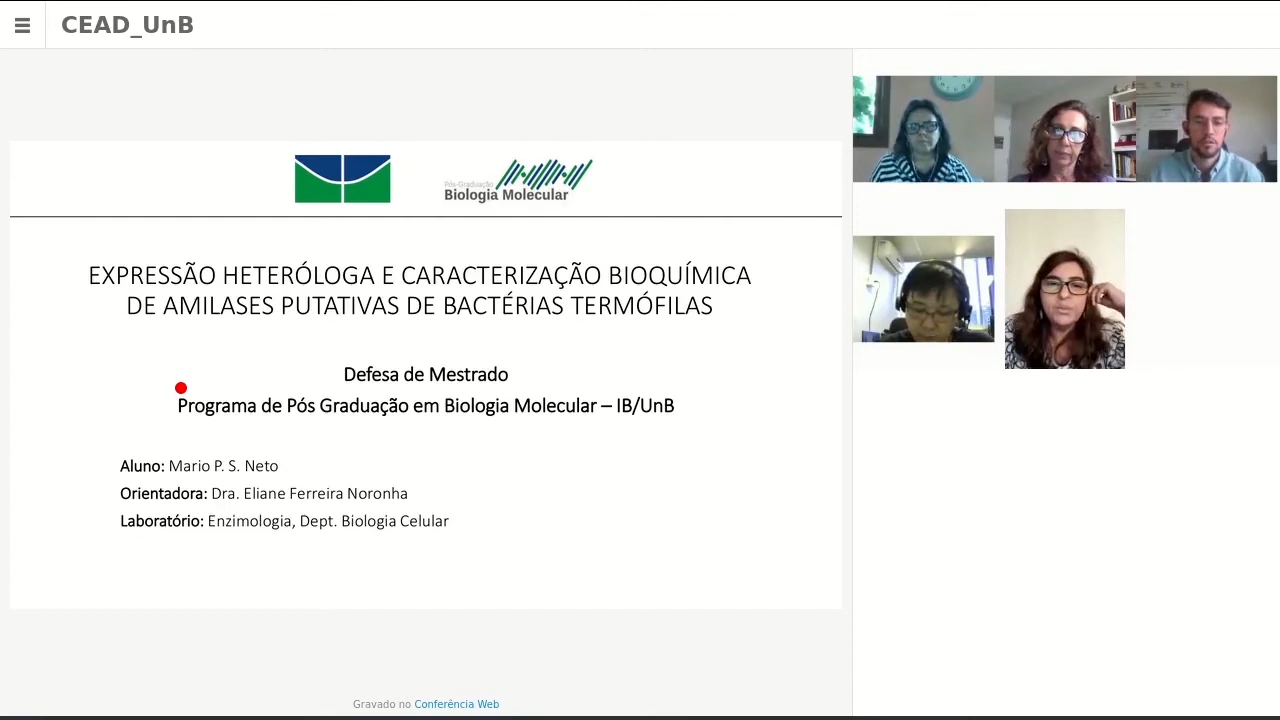 CEAD_UnB
Pós-Graduação
Biologia Molecular
EXPRESSÃO HETERÓLOGA E CARACTERIZAÇÃO BIOQUÍMICA
DE AMILASES PUTATIVAS DE BACTÉRIAS TERMÓFILAS
Defesa de Mestrado
Programa de Pós Graduação em Biologia Molecular – IB/UnB
Aluno: Mario P. S. Neto
Orientadora: Dra. Eliane Ferreira Noronha
Laboratório: Enzimologia, Dept. Biologia Celular
Gravado no Conferência Web